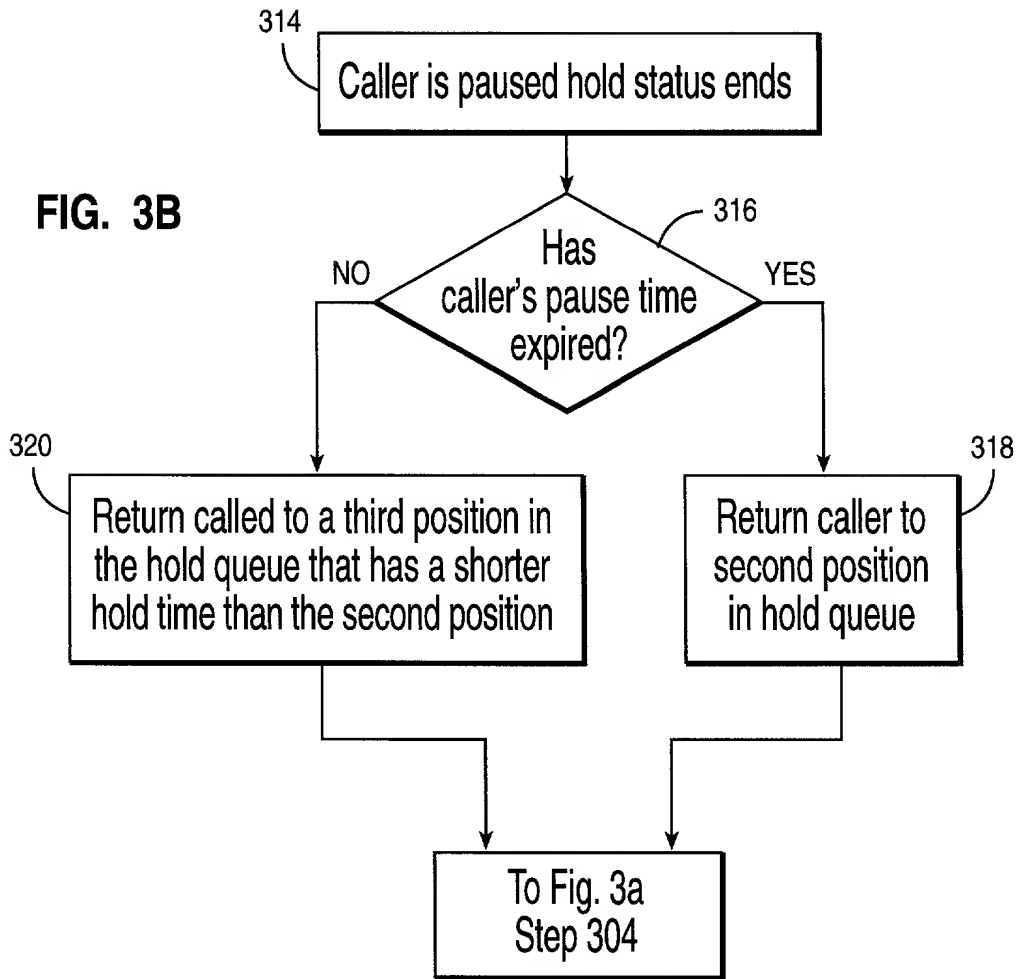 314
Caller is paused hold status ends
FIG. 3B
316
Has
caller's pause time
expired?
NO
YES
320
Return called to a third position in
the hold queue that has a shorter
hold time than the second position
318
Return caller to
second position
in hold queue
To Fig. 3a
Step 304